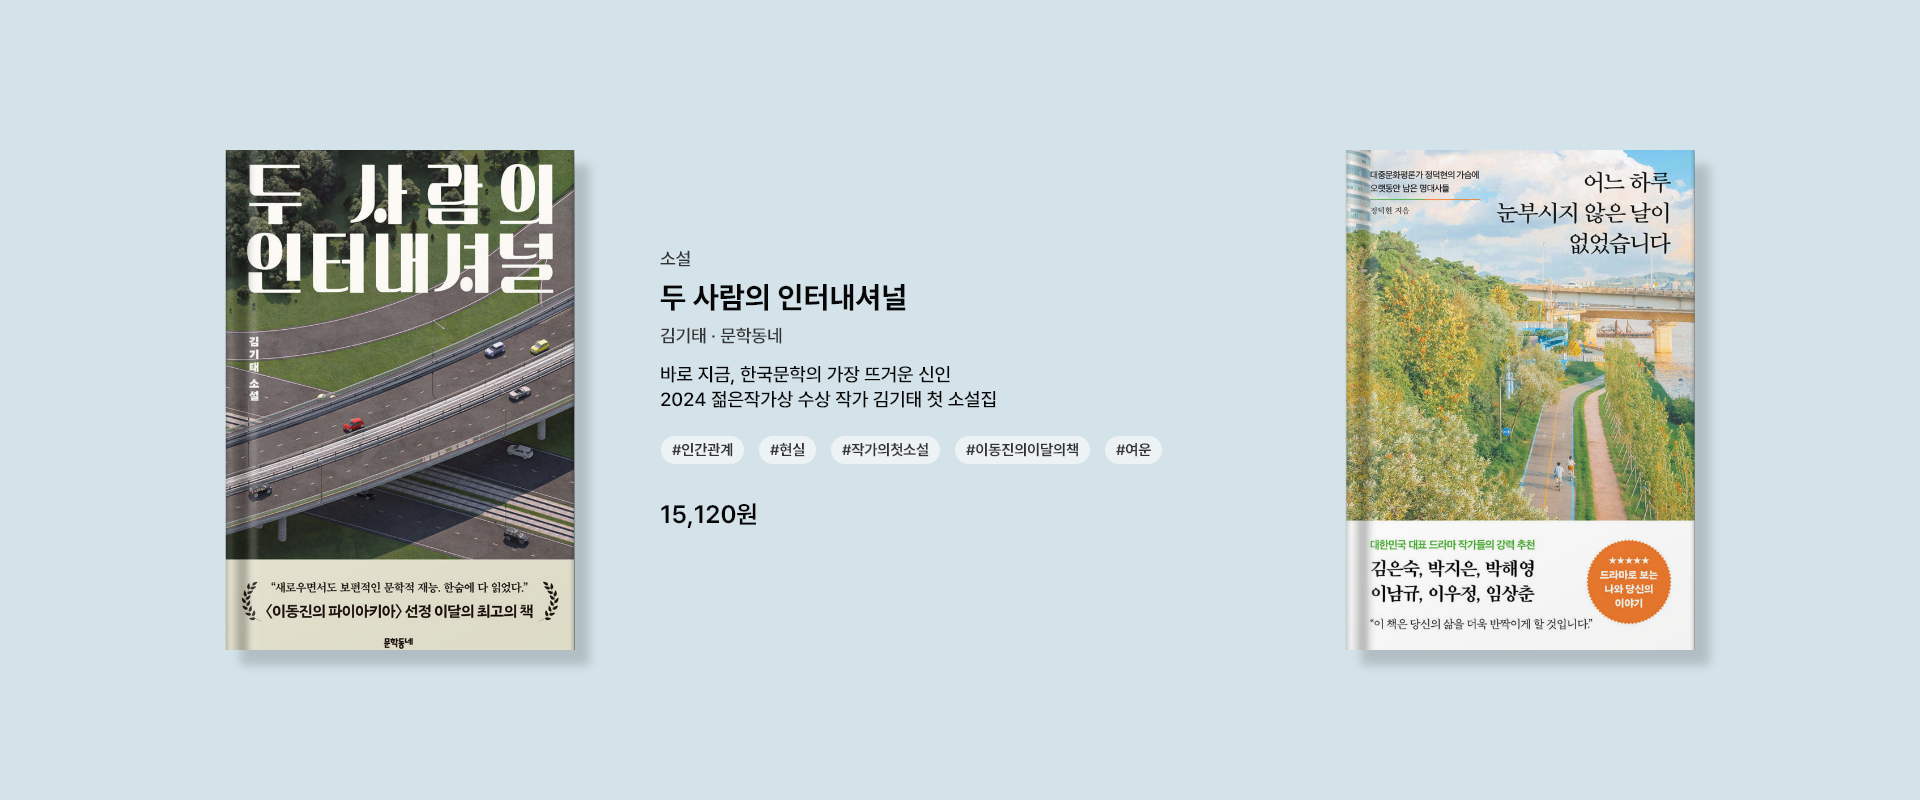 두 사람의
인터내셔널
김기태 소설
“새로우면서도 보편적인 문학적 재능. 한숨에 다 읽었다.”
〈이동진의 파이아키아〉 선정 이달의 최고의 책
문학동네
소설
두 사람의 인터내셔널
김기태 · 문학동네
바로 지금, 한국문학의 가장 뜨거운 신인
2024 젊은작가상 수상 작가 김기태 첫 소설집
#인간관계 #현실 #작가의첫소설 #이동진의이달의책 #여운
15,120원
대중문화평론가 정덕현의 가슴에
오랫동안 남은 명대사들
정덕현 지음
어느 하루
눈부시지 않은 날이
없었습니다
대한민국 대표 드라마 작가들의 강력 추천
김은숙, 박지은, 박해영
이남규, 이우정, 임상춘
“이 책은 당신의 삶을 더욱 반짝이게 할 것입니다.”
★★★★★
드라마로 보는
나와 당신의
이야기